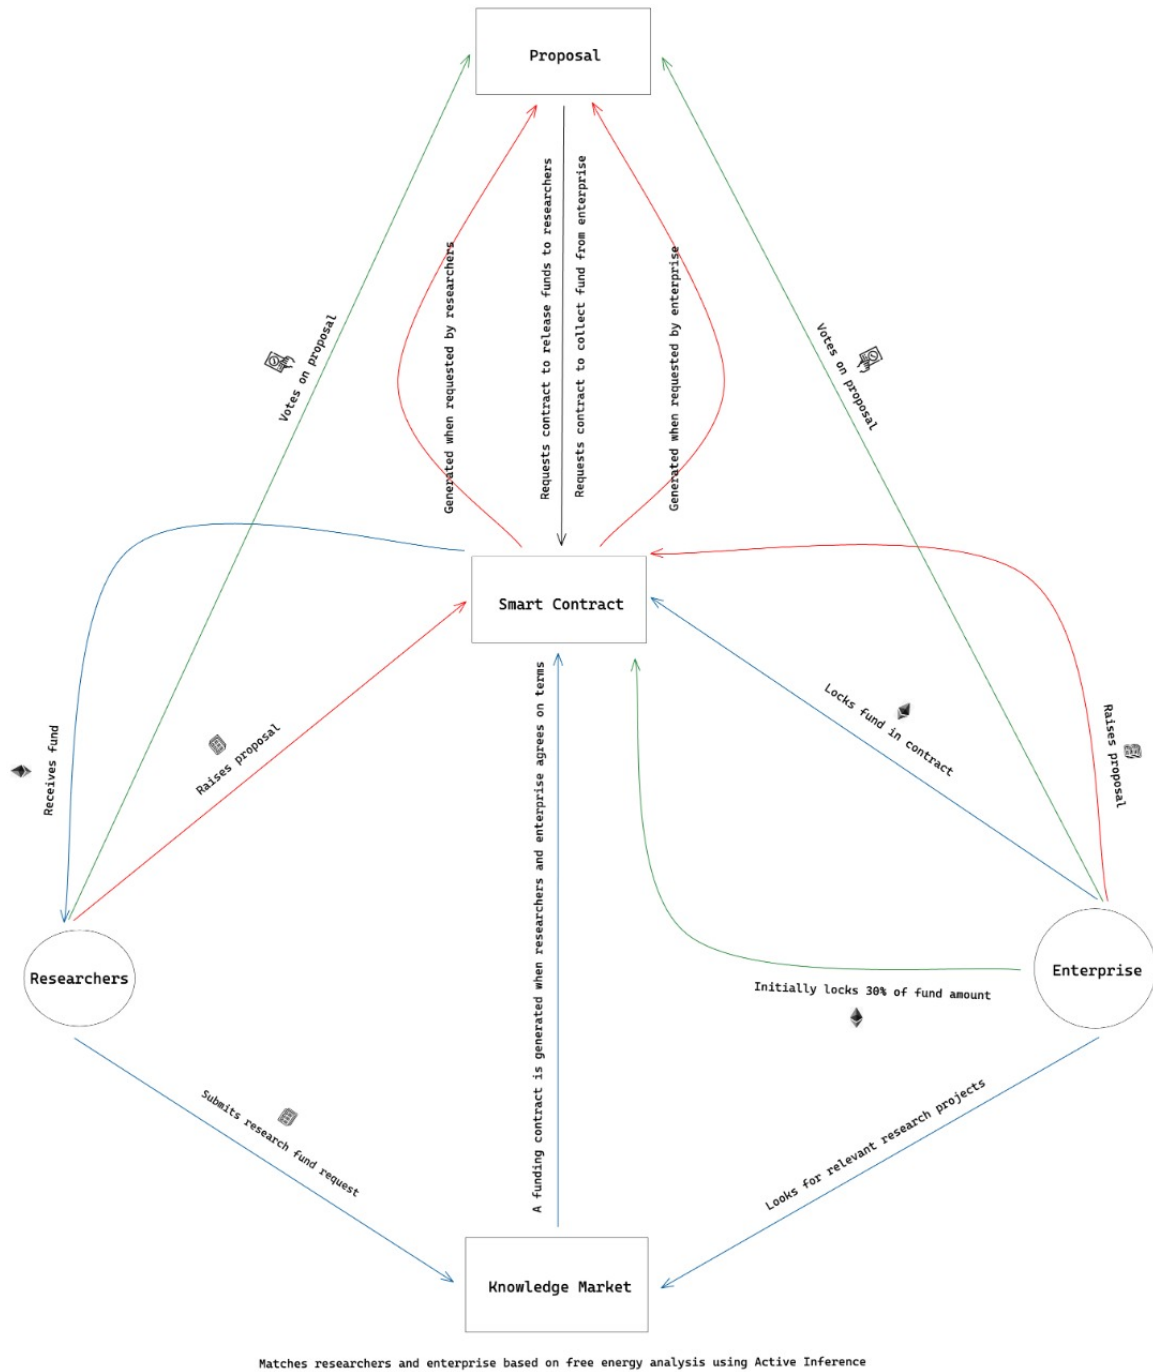 Proposal
Generated when requested by researchers
Requests contract to release funds to researchers
Requests contract to collect fund from enterprise
Generated when requested by enterprise
Votes on proposal
Votes on proposal
Smart Contract
Receives fund
Raises proposal
A funding contract is generated when researchers and enterprise agrees on terms
Locks fund in contract
Raises proposal
Researchers
Enterprise
Initially locks 30% of fund amount
Submits research fund request
Looks for relevant research projects
Knowledge Market
Matches researchers and enterprise based on free energy analysis using Active Inference